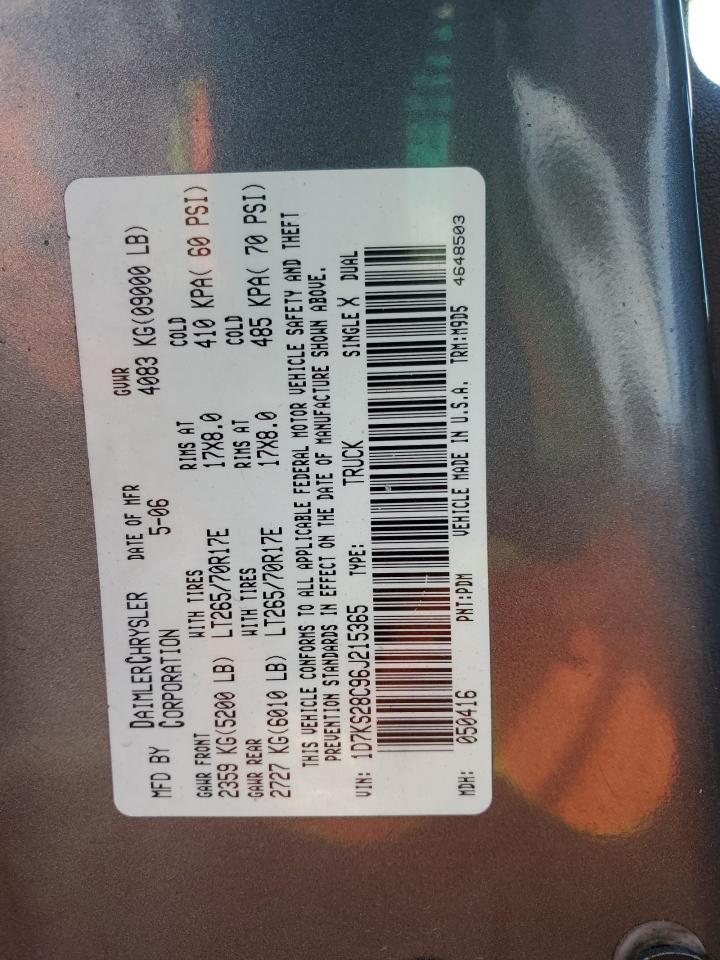 MFD BY DAIMLERCHRYSLER CORPORATION DATE OF MFR 5-06 GVWR 4083 KG(09000 LB)
GAWR FRONT WITH TIRES RIMS AT COLD
2359 KG(5200 LB) LT265/70R17E 17X8.0 410 KPA( 60 PSI)
GAWR REAR WITH TIRES RIMS AT COLD
2727 KG(6010 LB) LT265/70R17E 17X8.0 485 KPA( 70 PSI)
THIS VEHICLE CONFORMS TO ALL APPLICABLE FEDERAL MOTOR VEHICLE SAFETY AND THEFT
PREVENTION STANDARDS IN EFFECT ON THE DATE OF MANUFACTURE SHOWN ABOVE.
VIN: 1D7KS28C96J215365 TYPE: TRUCK SINGLE X DUAL
MDH: 050416 PNT:PDM VEHICLE MADE IN U.S.A. TRM:M9D5 4648503